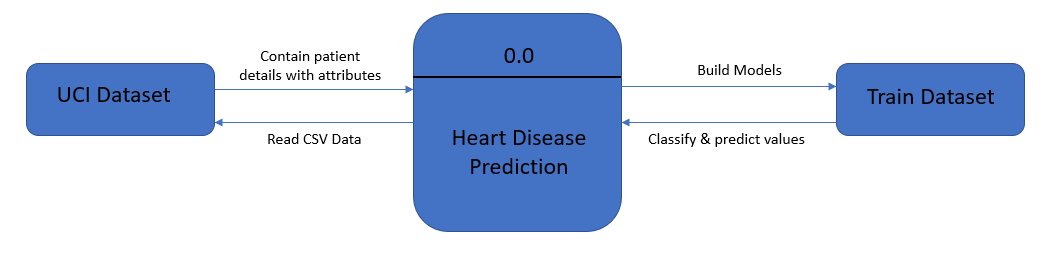 UCI Dataset
Contain patient
details with attributes
Read CSV Data
0.0
Heart Disease
Prediction
Build Models
Classify & predict values
Train Dataset